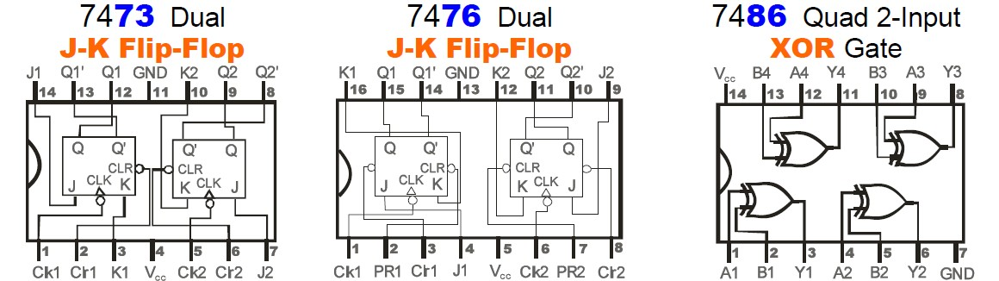 7473 Dual
J-K Flip-Flop
J1 Q1' Q1 GND K2 Q2 Q2'
14 13 12 11 10 9 8
Q Q' Q' Q
CLR CLR
J CLK K K CLK J
1 2 3 4 5 6 7
Clk1 Clr1 K1 Vcc Clk2 Clr2 J2
7476 Dual
J-K Flip-Flop
K1 Q1 Q1' GND K2 Q2 Q2' J2
16 15 14 13 12 11 10 9
Q Q' Q' Q
CLR CLR
J CLK K K CLK J
1 2 3 4 5 6 7 8
Clk1 PR1 Clr1 J1 Vcc Clk2 PR2 Clr2
7486 Quad 2-Input
XOR Gate
Vcc B4 A4 Y4 B3 A3 Y3
14 13 12 11 10 9 8
1 2 3 4 5 6 7
A1 B1 Y1 A2 B2 Y2 GND